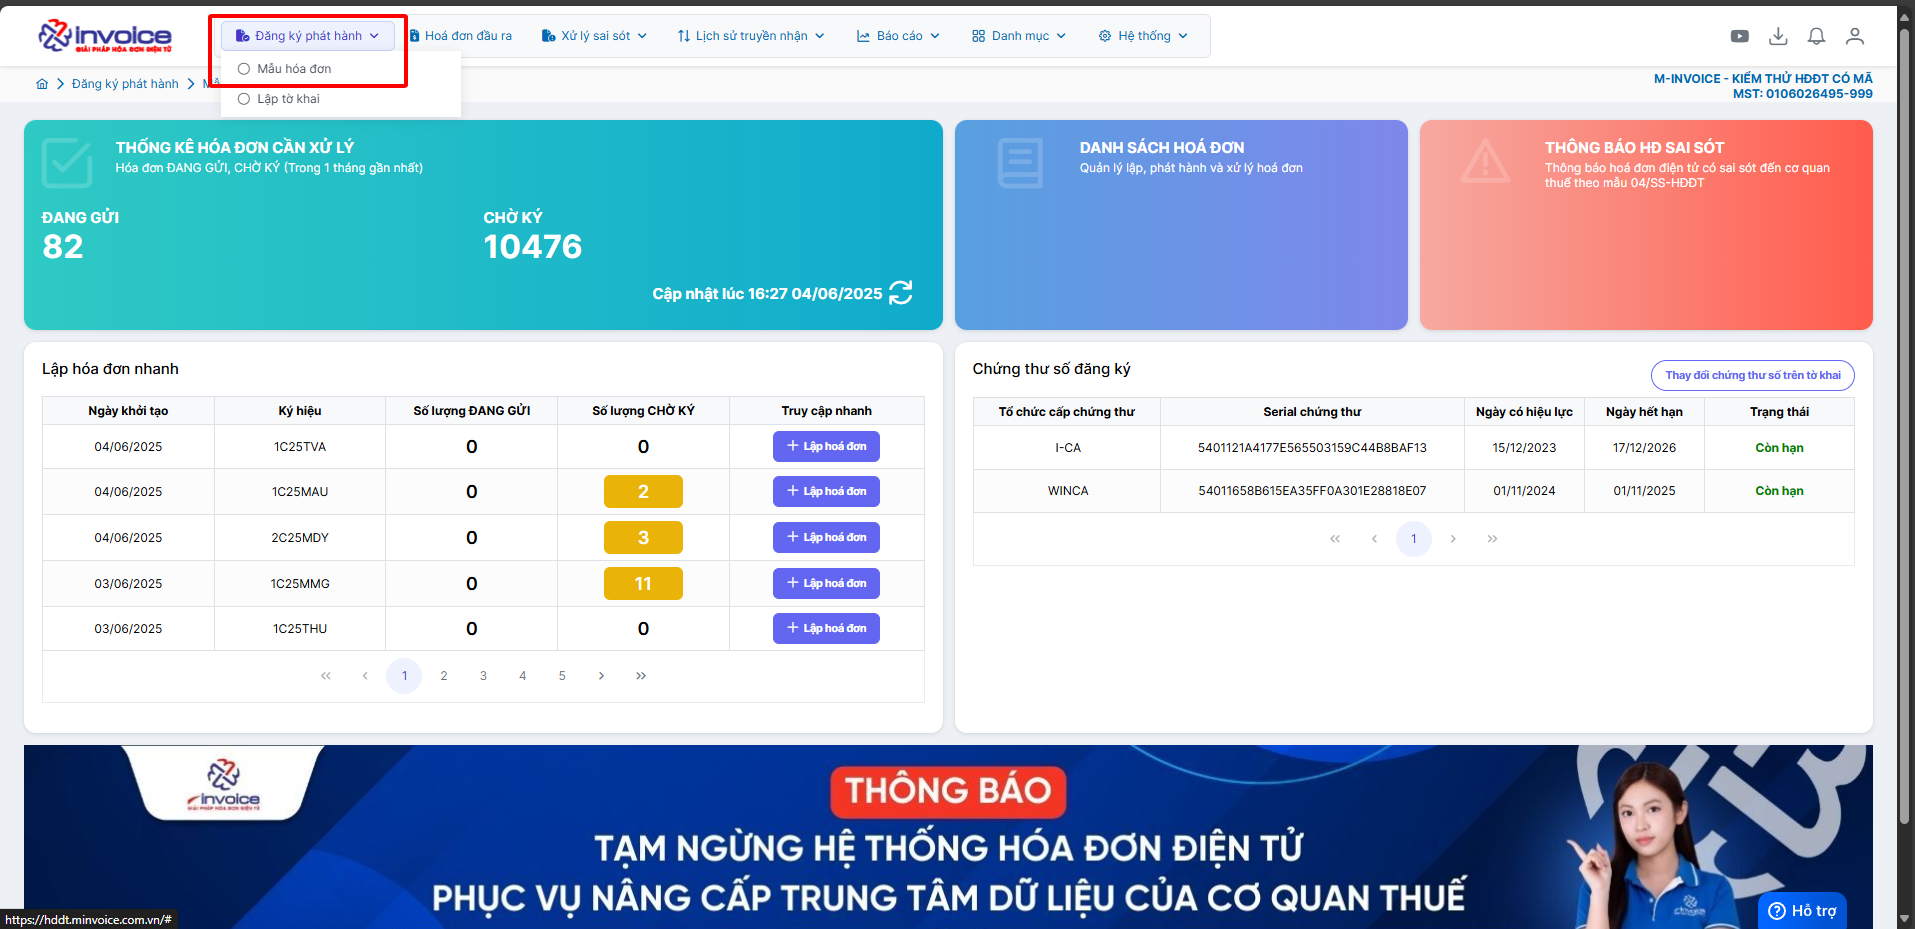 invoice
GIẢI PHÁP HÓA ĐƠN ĐIỆN TỬ
Đăng ký phát hành
Hoá đơn đầu ra
Xử lý sai sót
Lịch sử truyền nhận
Báo cáo
Danh mục
Hệ thống
Mẫu hóa đơn
Lập tờ khai
Đăng ký phát hành
M-INVOICE - KIỂM THỬ HĐĐT CÓ MÃ
MST: 0106026495-999
THỐNG KÊ HÓA ĐƠN CẦN XỬ LÝ
Hóa đơn ĐANG GỬI, CHỜ KÝ (Trong 1 tháng gần nhất)
ĐANG GỬI
82
CHỜ KÝ
10476
Cập nhật lúc 16:27 04/06/2025
DANH SÁCH HOÁ ĐƠN
Quản lý lập, phát hành và xử lý hoá đơn
THÔNG BÁO HĐ SAI SÓT
Thông báo hoá đơn điện tử có sai sót đến cơ quan
thuế theo mẫu 04/SS-HĐĐT
Lập hóa đơn nhanh
Ngày khởi tạo Ký hiệu Số lượng ĐANG GỬI Số lượng CHỜ KÝ Truy cập nhanh
04/06/2025 1C25TVA 0 0 + Lập hoá đơn
04/06/2025 1C25MAU 0 2 + Lập hoá đơn
04/06/2025 2C25MDY 0 3 + Lập hoá đơn
03/06/2025 1C25MMG 0 11 + Lập hoá đơn
03/06/2025 1C25THU 0 0 + Lập hoá đơn
« ‹ 1 2 3 4 5 › »
Chứng thư số đăng ký
Thay đổi chứng thư số trên tờ khai
Tổ chức cấp chứng thư Serial chứng thư Ngày có hiệu lực Ngày hết hạn Trạng thái
I-CA 5401121A4177E565503159C44B8BAF13 15/12/2023 17/12/2026 Còn hạn
WINCA 54011658B615EA35FF0A301E28818E07 01/11/2024 01/11/2025 Còn hạn
« ‹ 1 › »
invoice
GIẢI PHÁP HÓA ĐƠN ĐIỆN TỬ
THÔNG BÁO
TẠM NGỪNG HỆ THỐNG HÓA ĐƠN ĐIỆN TỬ
PHỤC VỤ NÂNG CẤP TRUNG TÂM DỮ LIỆU CỦA CƠ QUAN THUẾ
Hỗ trợ
https://hddt.minvoice.com.vn/#